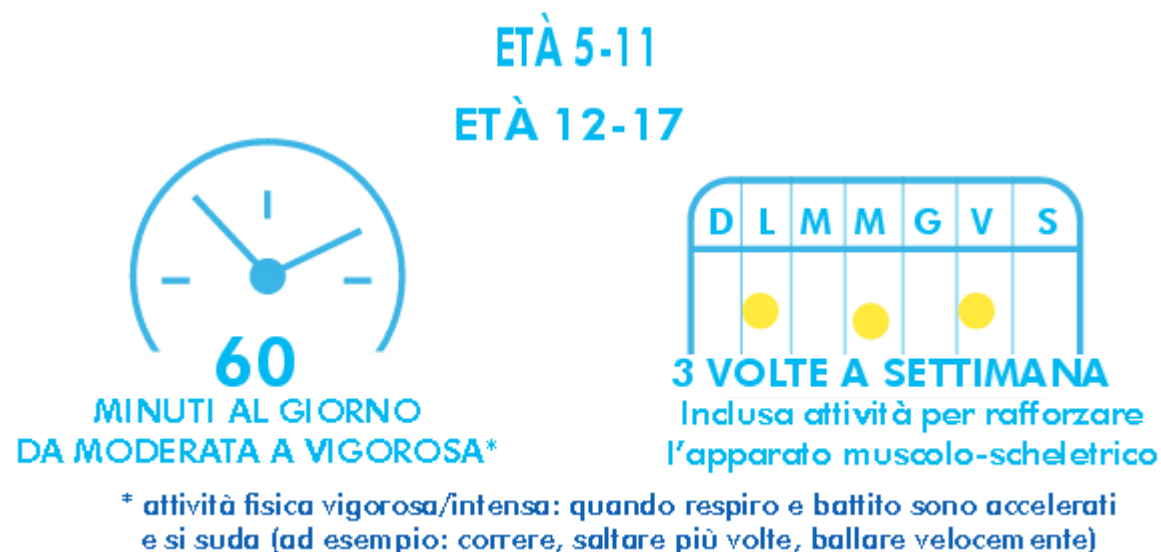 ETÀ 5-11
ETÀ 12-17
D L M M G V S
60
MINUTI AL GIORNO
DA MODERATA A VIGOROSA*
3 VOLTE A SETTIMANA
Inclusa attività per rafforzare
l'apparato muscolo-scheletrico
* attività fisica vigorosa/intensa: quando respiro e battito sono accelerati
e si suda (ad esempio: correre, saltare più volte, ballare velocemente)